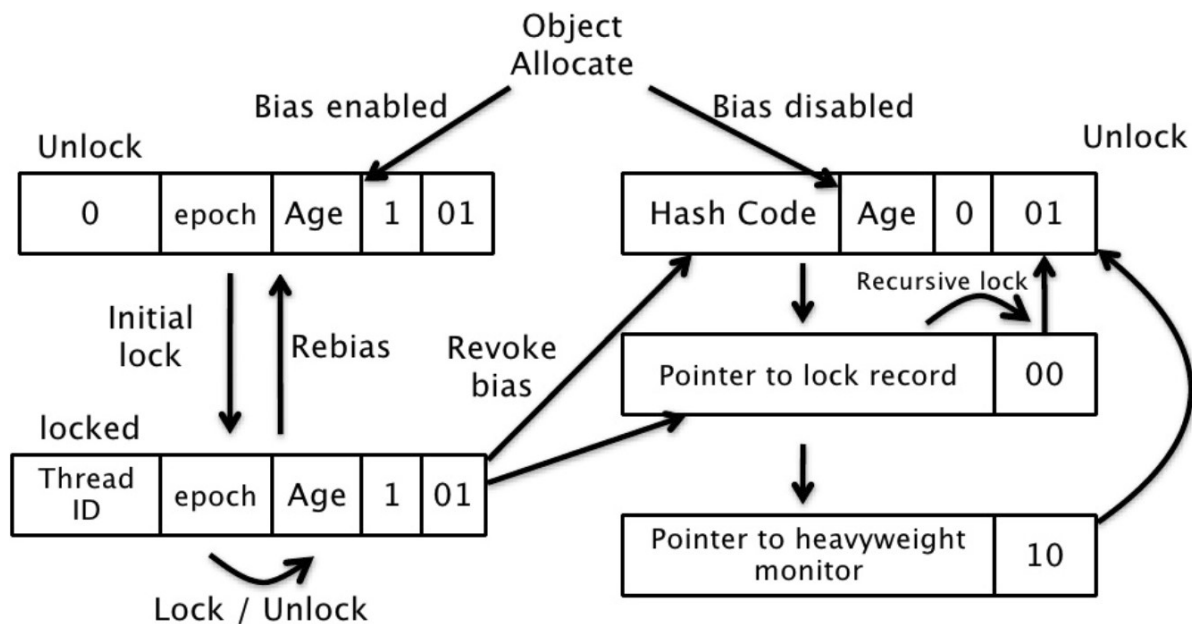 Object
Allocate
Bias enabled
Bias disabled
Unlock
Unlock
0 epoch Age 1 01
Hash Code Age 0 01
Recursive lock
Initial
lock
Rebias
Revoke
bias
Pointer to lock record 00
locked
Thread
ID
epoch Age 1 01
Pointer to heavyweight
monitor
10
Lock / Unlock